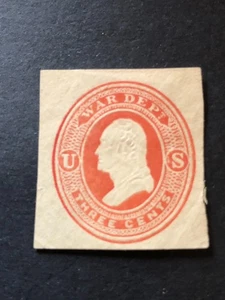 WAR DEPT.
U S
THREE CENTS